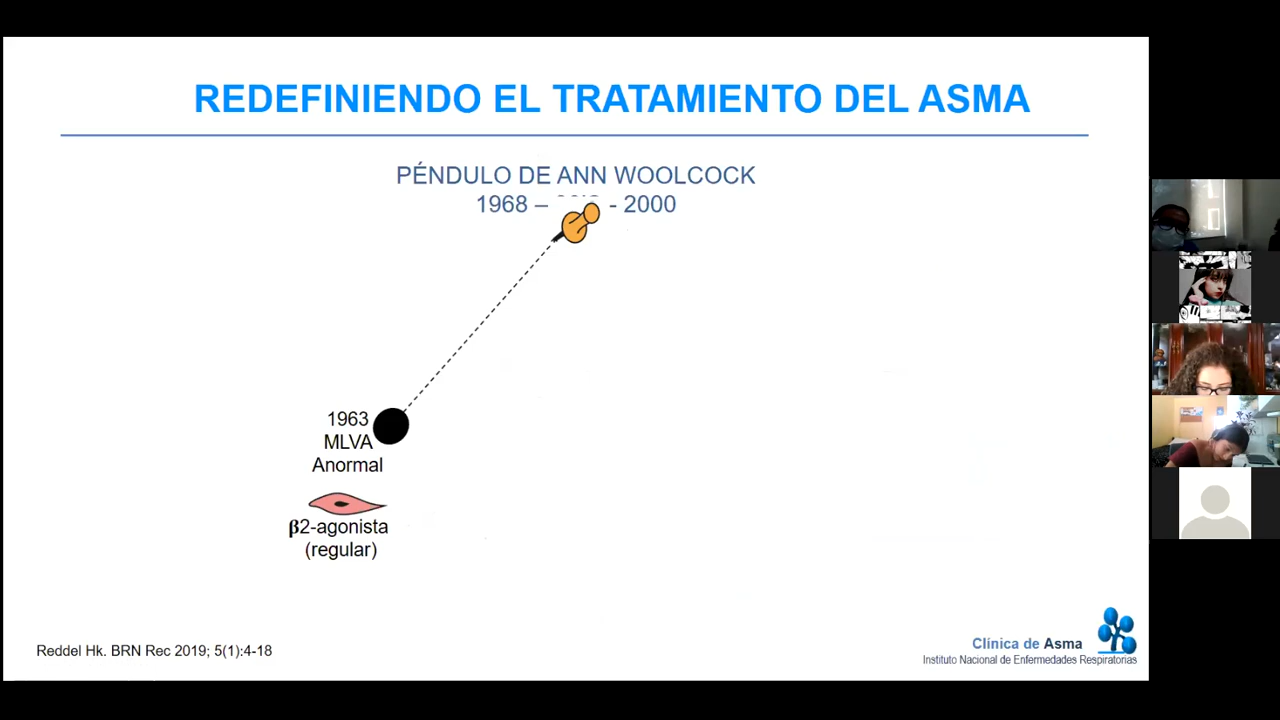 REDEFINIENDO EL TRATAMIENTO DEL ASMA
PÉNDULO DE ANN WOOLCOCK
1968 – - 2000
1963
MLVA
Anormal
β2-agonista
(regular)
Reddel Hk. BRN Rec 2019; 5(1):4-18
Clínica de Asma
Instituto Nacional de Enfermedades Respiratorias